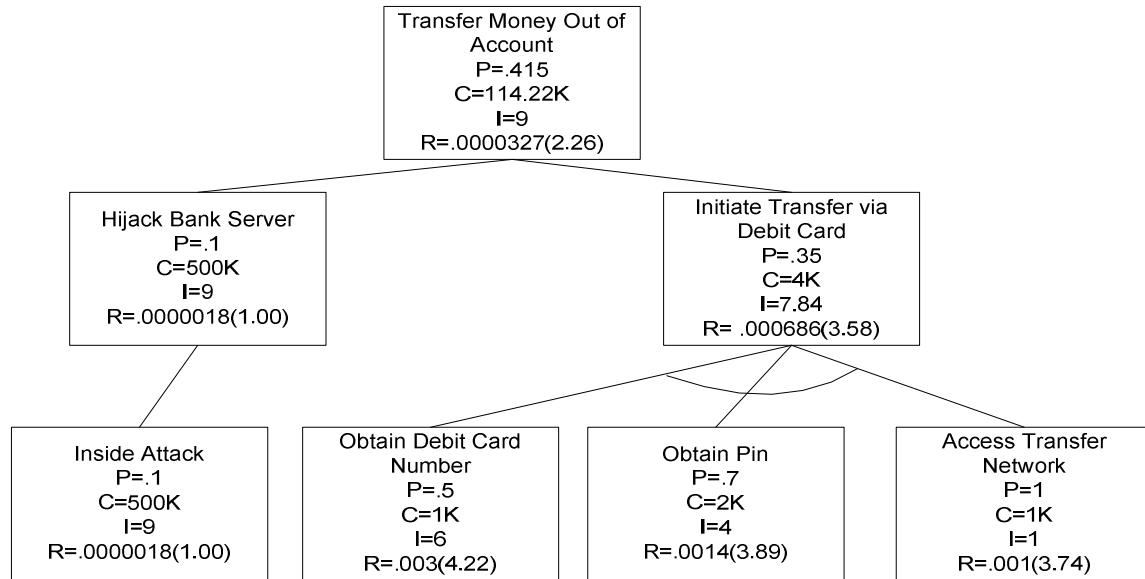 Transfer Money Out of
Account
P=.415
C=114.22K
I=9
R=.0000327(2.26)
Hijack Bank Server
P=.1
C=500K
I=9
R=.0000018(1.00)
Initiate Transfer via
Debit Card
P=.35
C=4K
I=7.84
R= .000686(3.58)
Inside Attack
P=.1
C=500K
I=9
R=.0000018(1.00)
Obtain Debit Card
Number
P=.5
C=1K
I=6
R=.003(4.22)
Obtain Pin
P=.7
C=2K
I=4
R=.0014(3.89)
Access Transfer
Network
P=1
C=1K
I=1
R=.001(3.74)